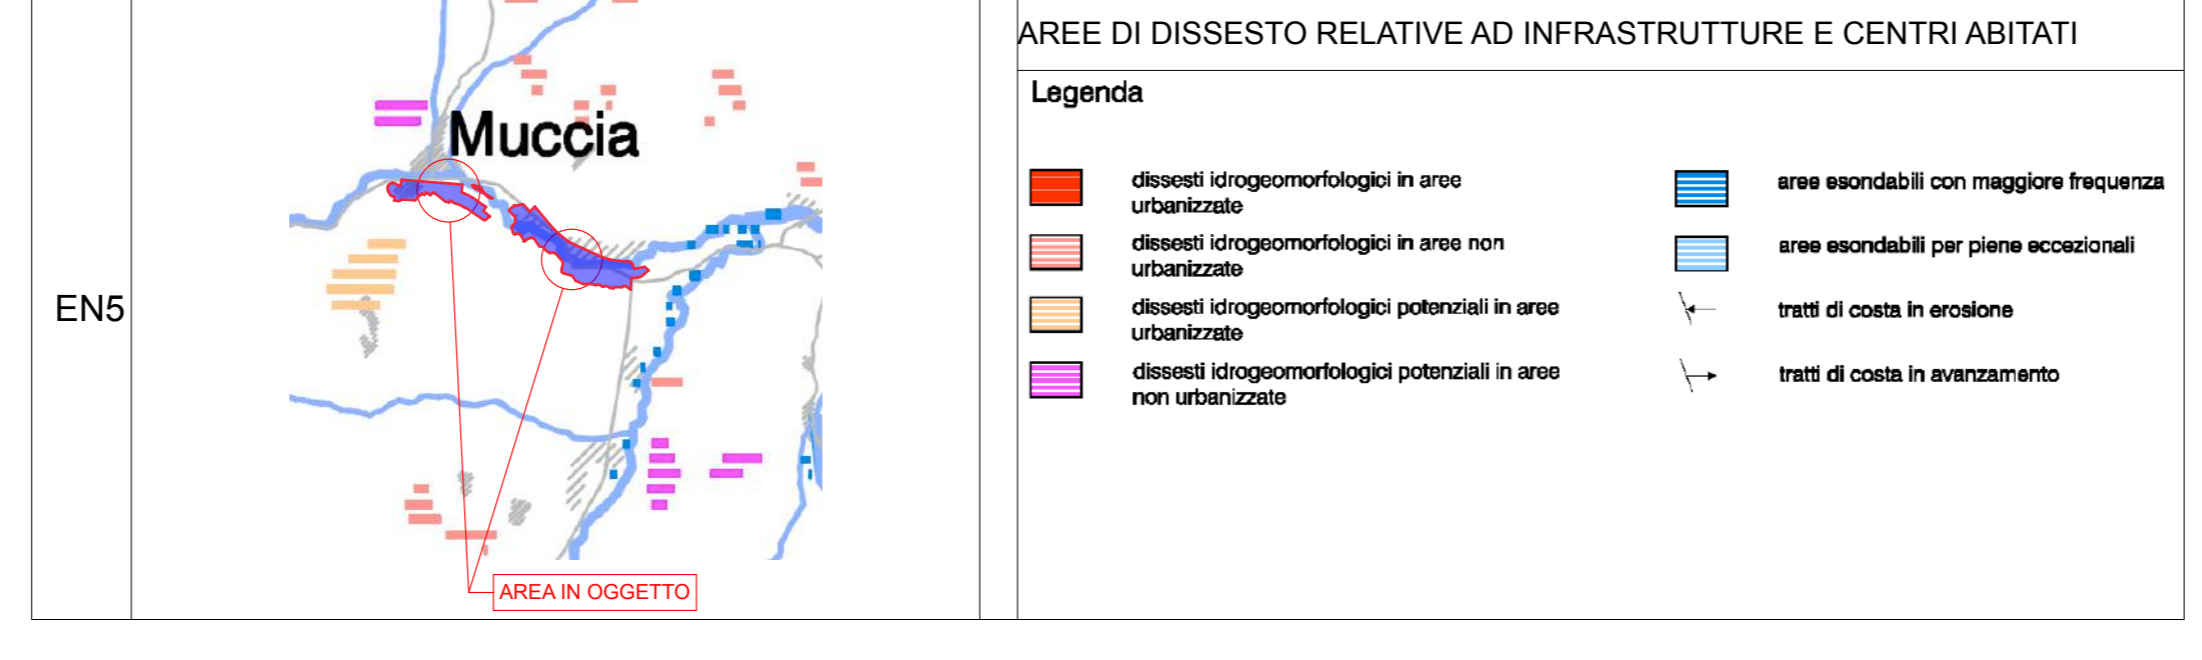 AREE DI DISSESTO RELATIVE AD INFRASTRUTTURE E CENTRI ABITATI
Legenda
Muccia
EN5
AREA IN OGGETTO
dissesti idrogeomorfologici in aree
urbanizzate
dissesti idrogeomorfologici in aree non
urbanizzate
dissesti idrogeomorfologici potenziali in aree
urbanizzate
dissesti idrogeomorfologici potenziali in aree
non urbanizzate
aree esondabili con maggiore frequenza
aree esondabili per piene eccezionali
tratti di costa in erosione
tratti di costa in avanzamento